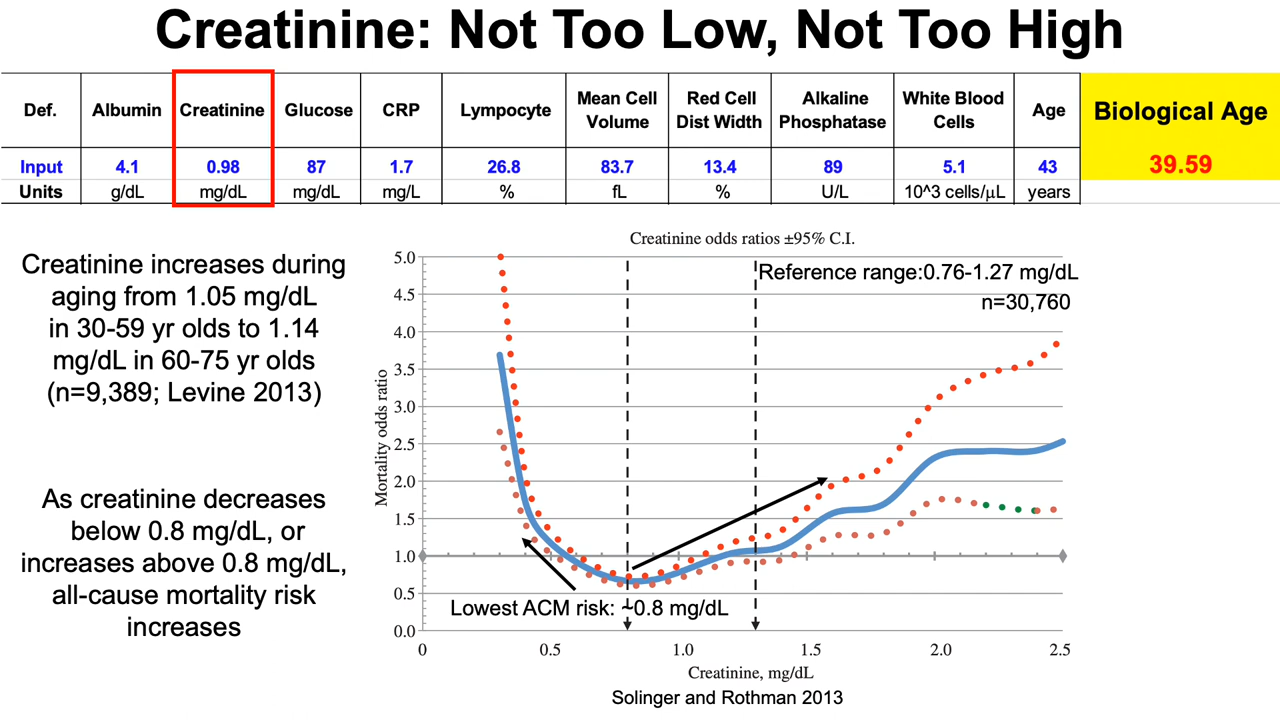 Creatinine: Not Too Low, Not Too High
Def. Albumin Creatinine Glucose CRP Lympocyte Mean Cell Volume Red Cell Dist Width Alkaline Phosphatase White Blood Cells Age Biological Age
Input 4.1 0.98 87 1.7 26.8 83.7 13.4 89 5.1 43 39.59
Units g/dL mg/dL mg/dL mg/L % fL % U/L 10^3 cells/µL years
Creatinine increases during
aging from 1.05 mg/dL
in 30-59 yr olds to 1.14
mg/dL in 60-75 yr olds
(n=9,389; Levine 2013)
As creatinine decreases
below 0.8 mg/dL, or
increases above 0.8 mg/dL,
all-cause mortality risk
increases
Creatinine odds ratios ±95% C.I.
Reference range:0.76-1.27 mg/dL
n=30,760
Mortality odds ratio
5.0
4.5
4.0
3.5
3.0
2.5
2.0
1.5
1.0
0.5
0.0
Lowest ACM risk: ~0.8 mg/dL
0 0.5 1.0 1.5 2.0 2.5
Creatinine, mg/dL
Solinger and Rothman 2013